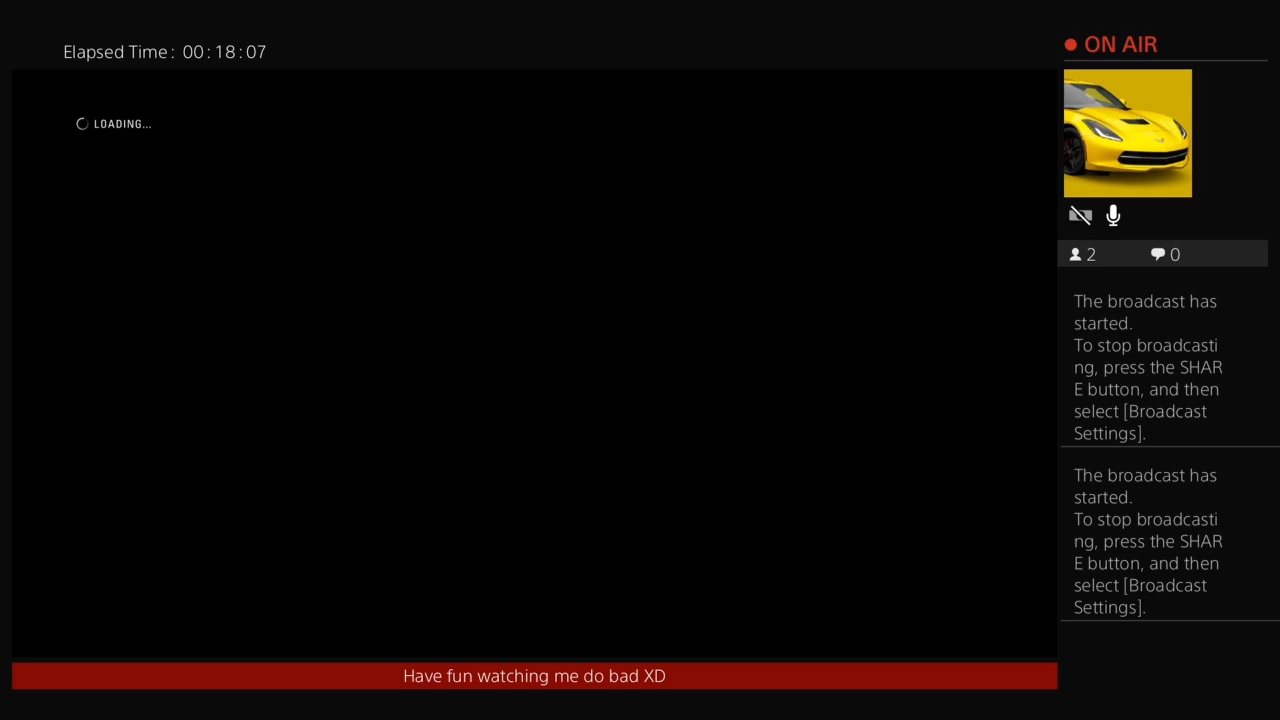 Elapsed Time: 00:18:07
ON AIR
LOADING...
2
0
The broadcast has
started.
To stop broadcasti
ng, press the SHAR
E button, and then
select [Broadcast
Settings].
The broadcast has
started.
To stop broadcasti
ng, press the SHAR
E button, and then
select [Broadcast
Settings].
Have fun watching me do bad XD